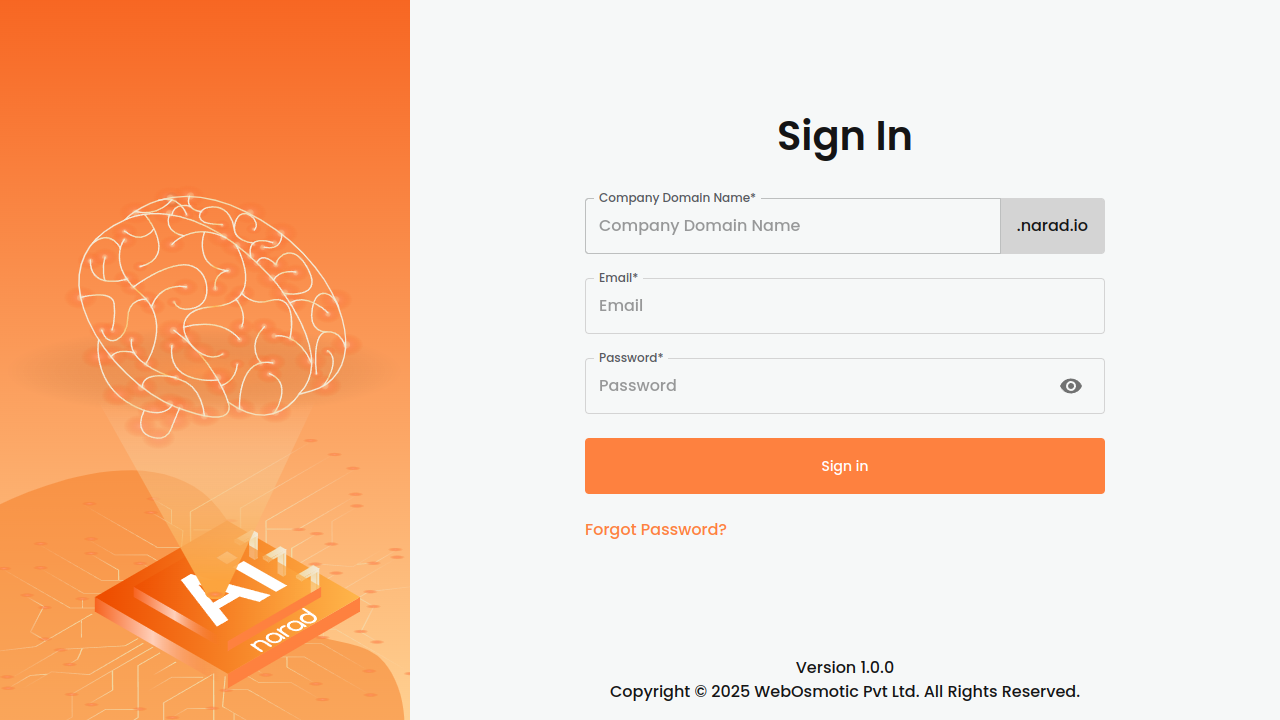 Sign In
Company Domain Name*
Company Domain Name
.narad.io
Email*
Email
Password*
Password
Sign in
Forgot Password?
AI
narad
Version 1.0.0
Copyright © 2025 WebOsmotic Pvt Ltd. All Rights Reserved.